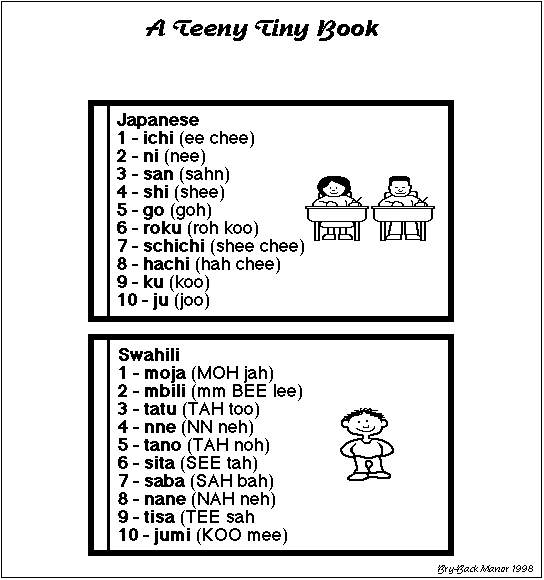 A Teeny Tiny Book
Japanese
1 - ichi (ee chee)
2 - ni (nee)
3 - san (sahn)
4 - shi (shee)
5 - go (goh)
6 - roku (roh koo)
7 - schichi (shee chee)
8 - hachi (hah chee)
9 - ku (koo)
10 - ju (joo)
Swahili
1 - moja (MOH jah)
2 - mbili (mm BEE lee)
3 - tatu (TAH too)
4 - nne (NN neh)
5 - tano (TAH noh)
6 - sita (SEE tah)
7 - saba (SAH bah)
8 - nane (NAH neh)
9 - tisa (TEE sah
10 - jumi (KOO mee)
Bry-Back Manor 1998